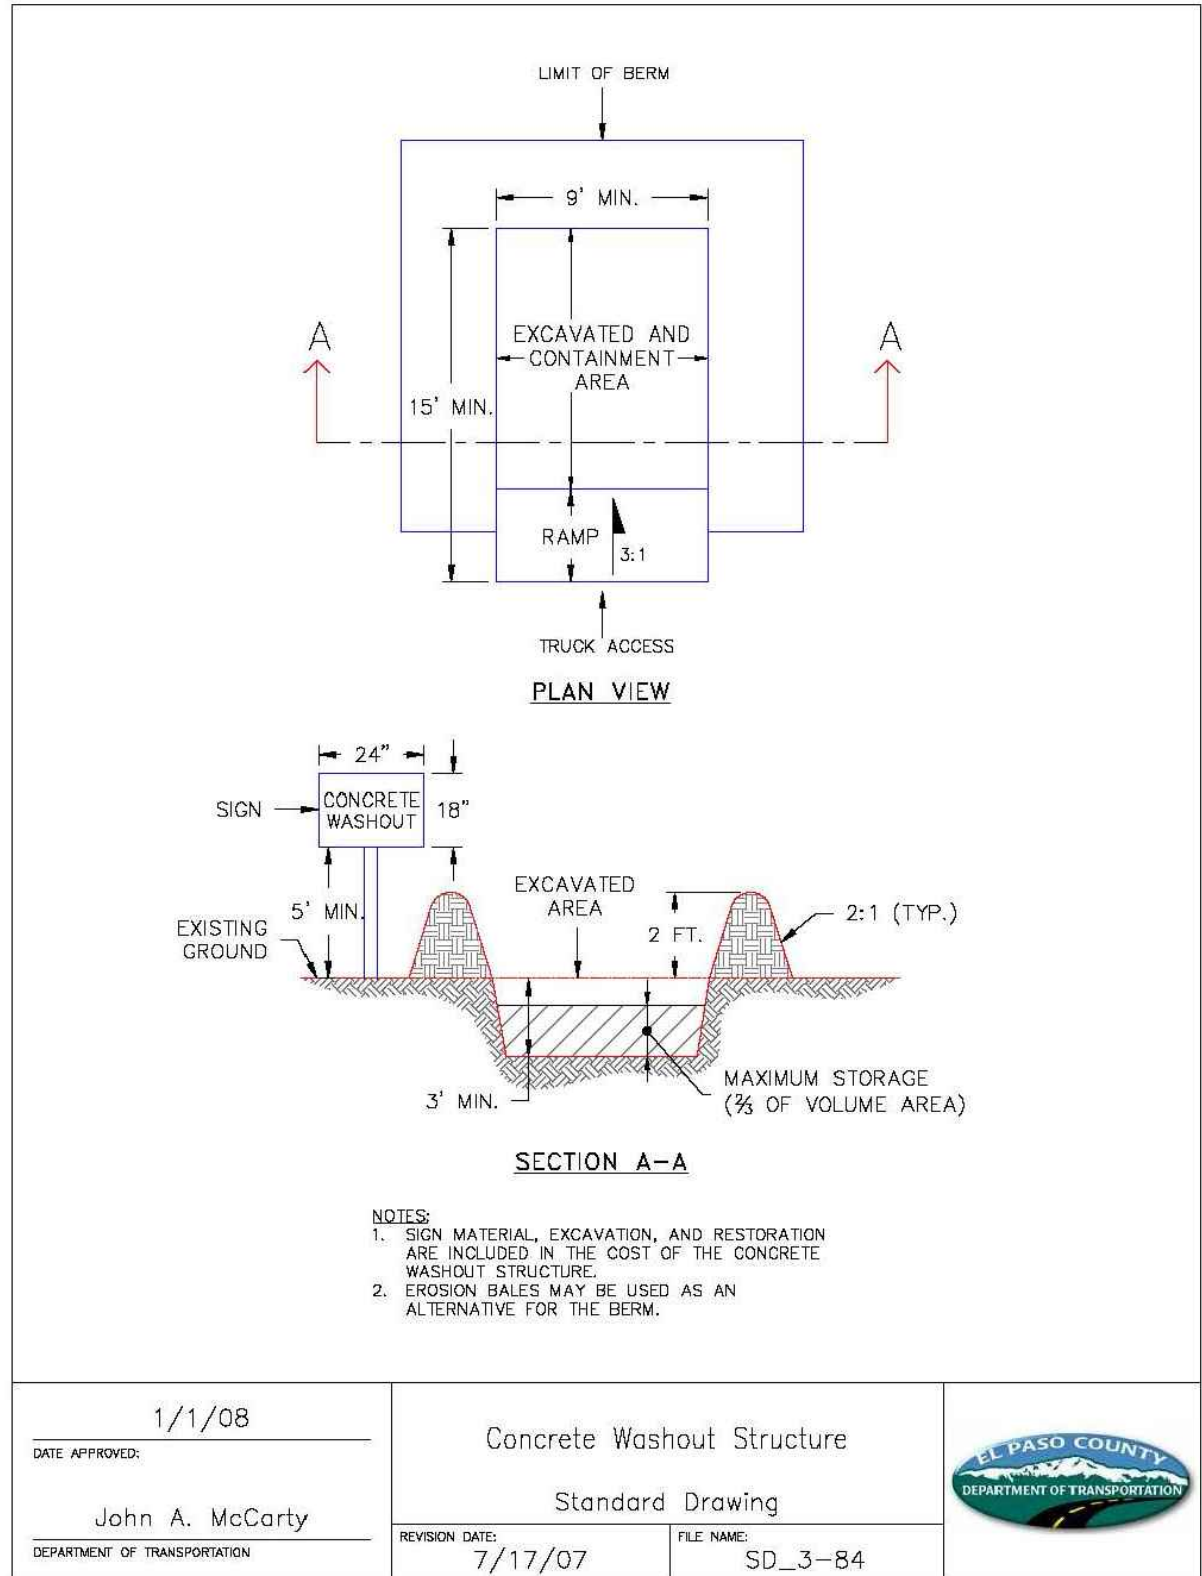 LIMIT OF BERM
9' MIN.
EXCAVATED AND
CONTAINMENT
AREA
A
A
15' MIN.
RAMP
3:1
TRUCK ACCESS
PLAN VIEW
24"
SIGN
CONCRETE
WASHOUT
18"
5' MIN.
EXISTING
GROUND
EXCAVATED
AREA
2 FT.
2:1 (TYP.)
3' MIN.
MAXIMUM STORAGE
(⅔ OF VOLUME AREA)
SECTION A-A
NOTES:
1. SIGN MATERIAL, EXCAVATION, AND RESTORATION
ARE INCLUDED IN THE COST OF THE CONCRETE
WASHOUT STRUCTURE.
2. EROSION BALES MAY BE USED AS AN
ALTERNATIVE FOR THE BERM.
1/1/08
DATE APPROVED:
John A. McCarty
DEPARTMENT OF TRANSPORTATION
Concrete Washout Structure
Standard Drawing
REVISION DATE:
7/17/07
FILE NAME:
SD_3-84
EL PASO COUNTY
DEPARTMENT OF TRANSPORTATION